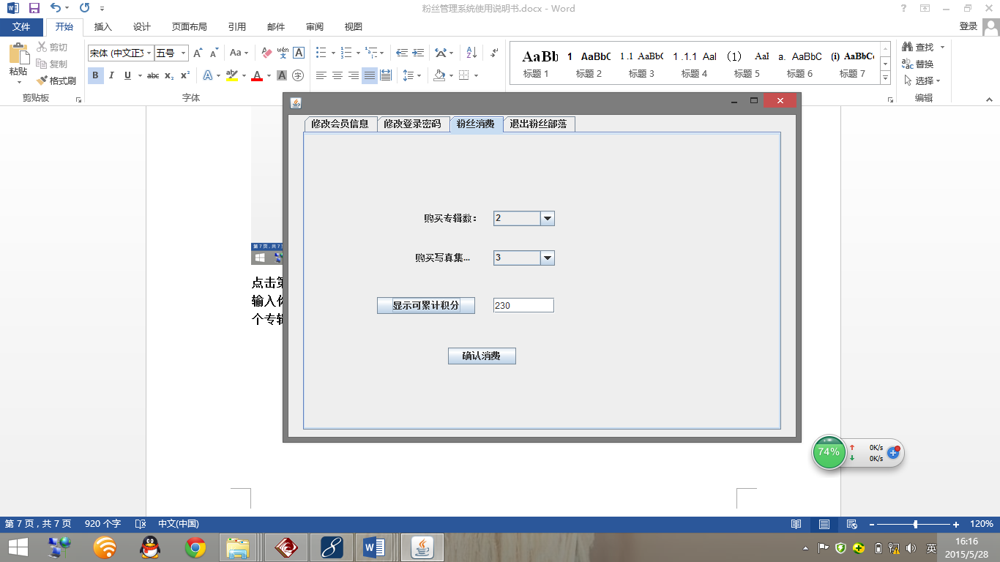 粉丝管理系统使用说明书.docx - Word
文件 开始 插入 设计 页面布局 引用 邮件 审阅 视图 登录
粘贴 剪切 复制 格式刷
宋体 (中文正文 五号
AaBb 1 AaBbC 1.1 AaBbC 1.1.1 AaI (1) AaI a. AaBbC (i) AaBbC
标题 1 标题 2 标题 3 标题 4 标题 5 标题 6 标题 7
查找 替换 选择
剪贴板 字体 编辑
修改会员信息 修改登录密码 粉丝消费 退出粉丝部落
购买专辑数： 2
购买写真集... 3
显示可累计积分 230
确认消费
点击第
输入你
个专辑
74% 0K/s
0K/s
第 7 页，共 7 页 920 个字 中文(中国) 120%
英 16:16
2015/5/28